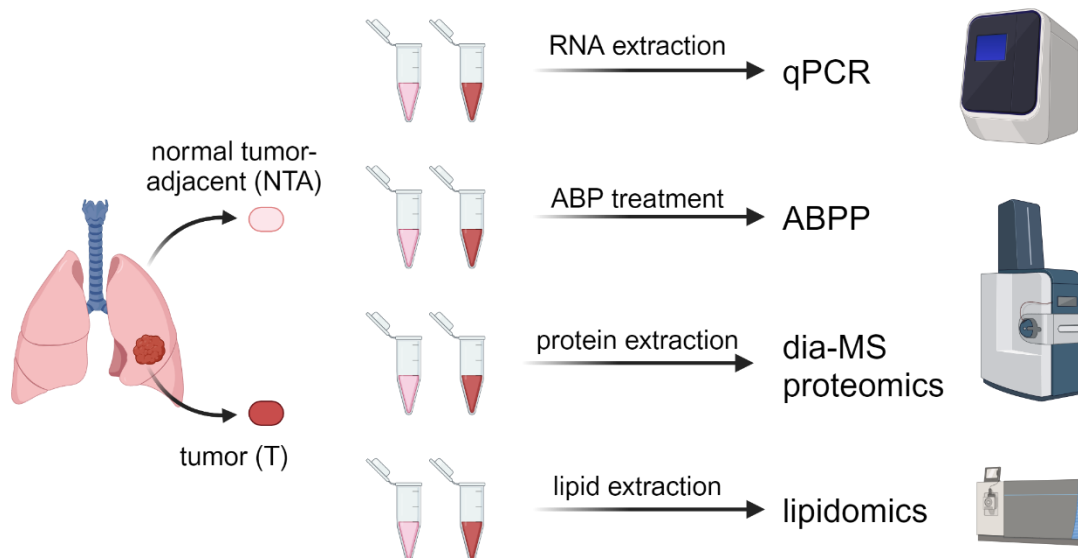 RNA extraction
qPCR
normal tumor-
adjacent (NTA)
ABP treatment
ABPP
protein extraction
dia-MS
proteomics
tumor (T)
lipid extraction
lipidomics